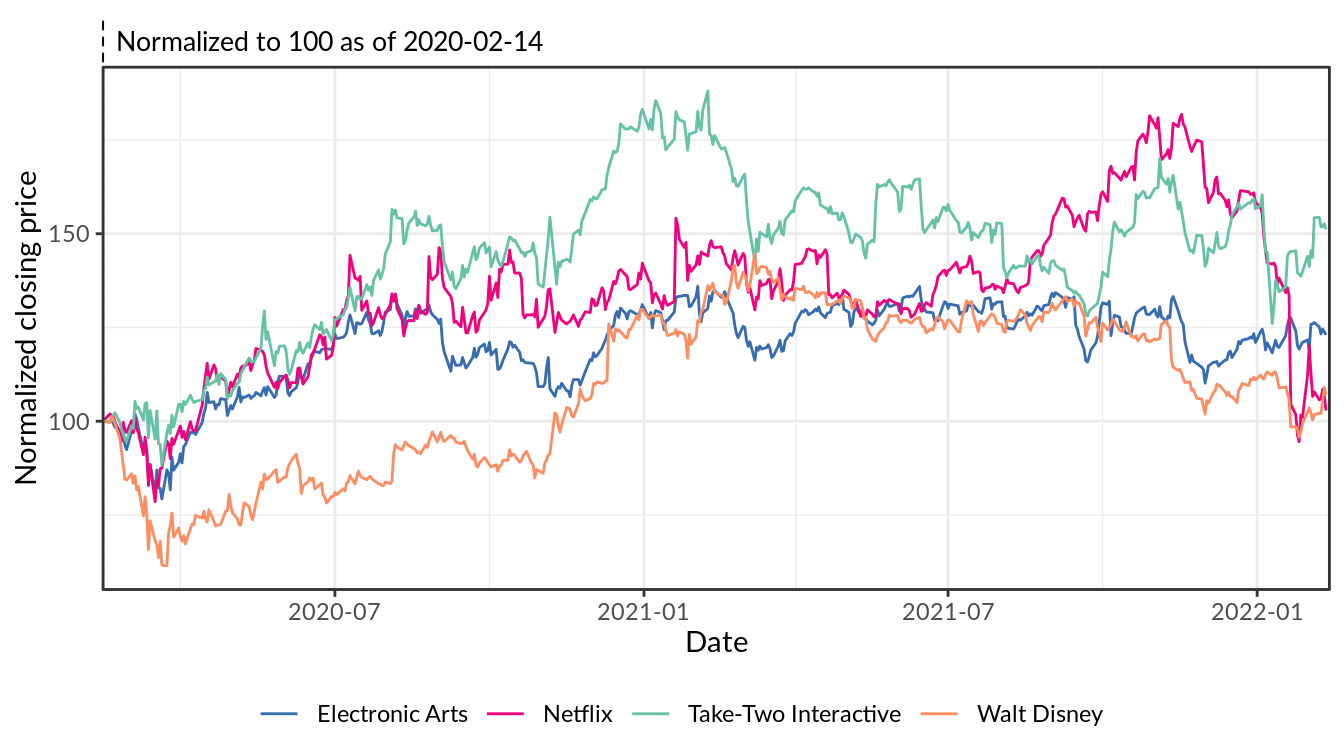 Normalized to 100 as of 2020-02-14
Normalized closing price
150
100
2020-07 2021-01 2021-07 2022-01
Date
Electronic Arts Netflix Take-Two Interactive Walt Disney